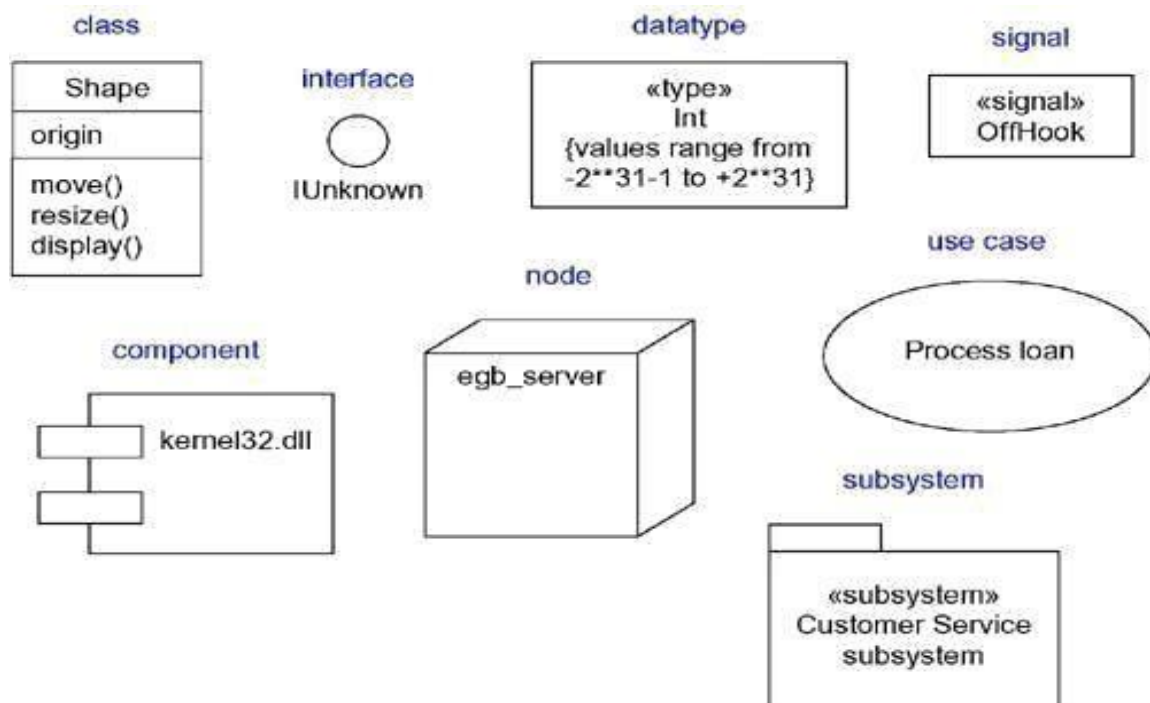 class
Shape
origin
move()
resize()
display()
interface
IUnknown
datatype
«type»
Int
{values range from
-2**31-1 to +2**31}
signal
«signal»
OffHook
component
kernel32.dll
node
egb_server
use case
Process loan
subsystem
«subsystem»
Customer Service
subsystem